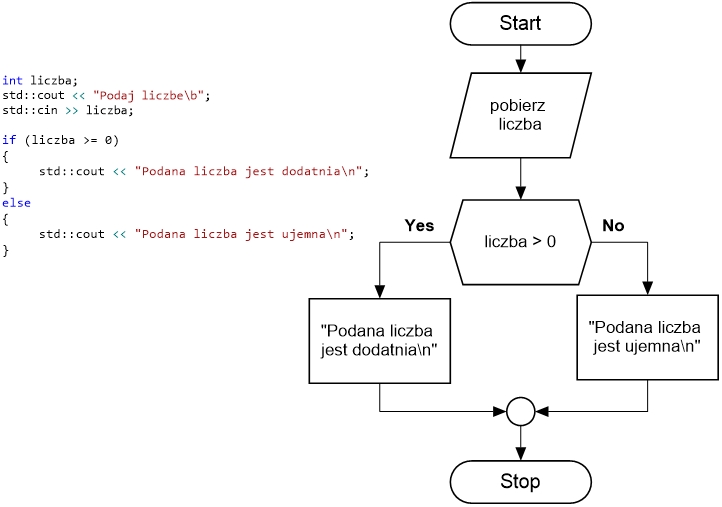 int liczba;
std::cout << "Podaj liczbe\b";
std::cin >> liczba;
if (liczba >= 0)
{
std::cout << "Podana liczba jest dodatnia\n";
}
else
{
std::cout << "Podana liczba jest ujemna\n";
}
Start
pobierz
liczba
liczba > 0
Yes
No
"Podana liczba
jest dodatnia\n"
"Podana liczba
jest ujemna\n"
Stop